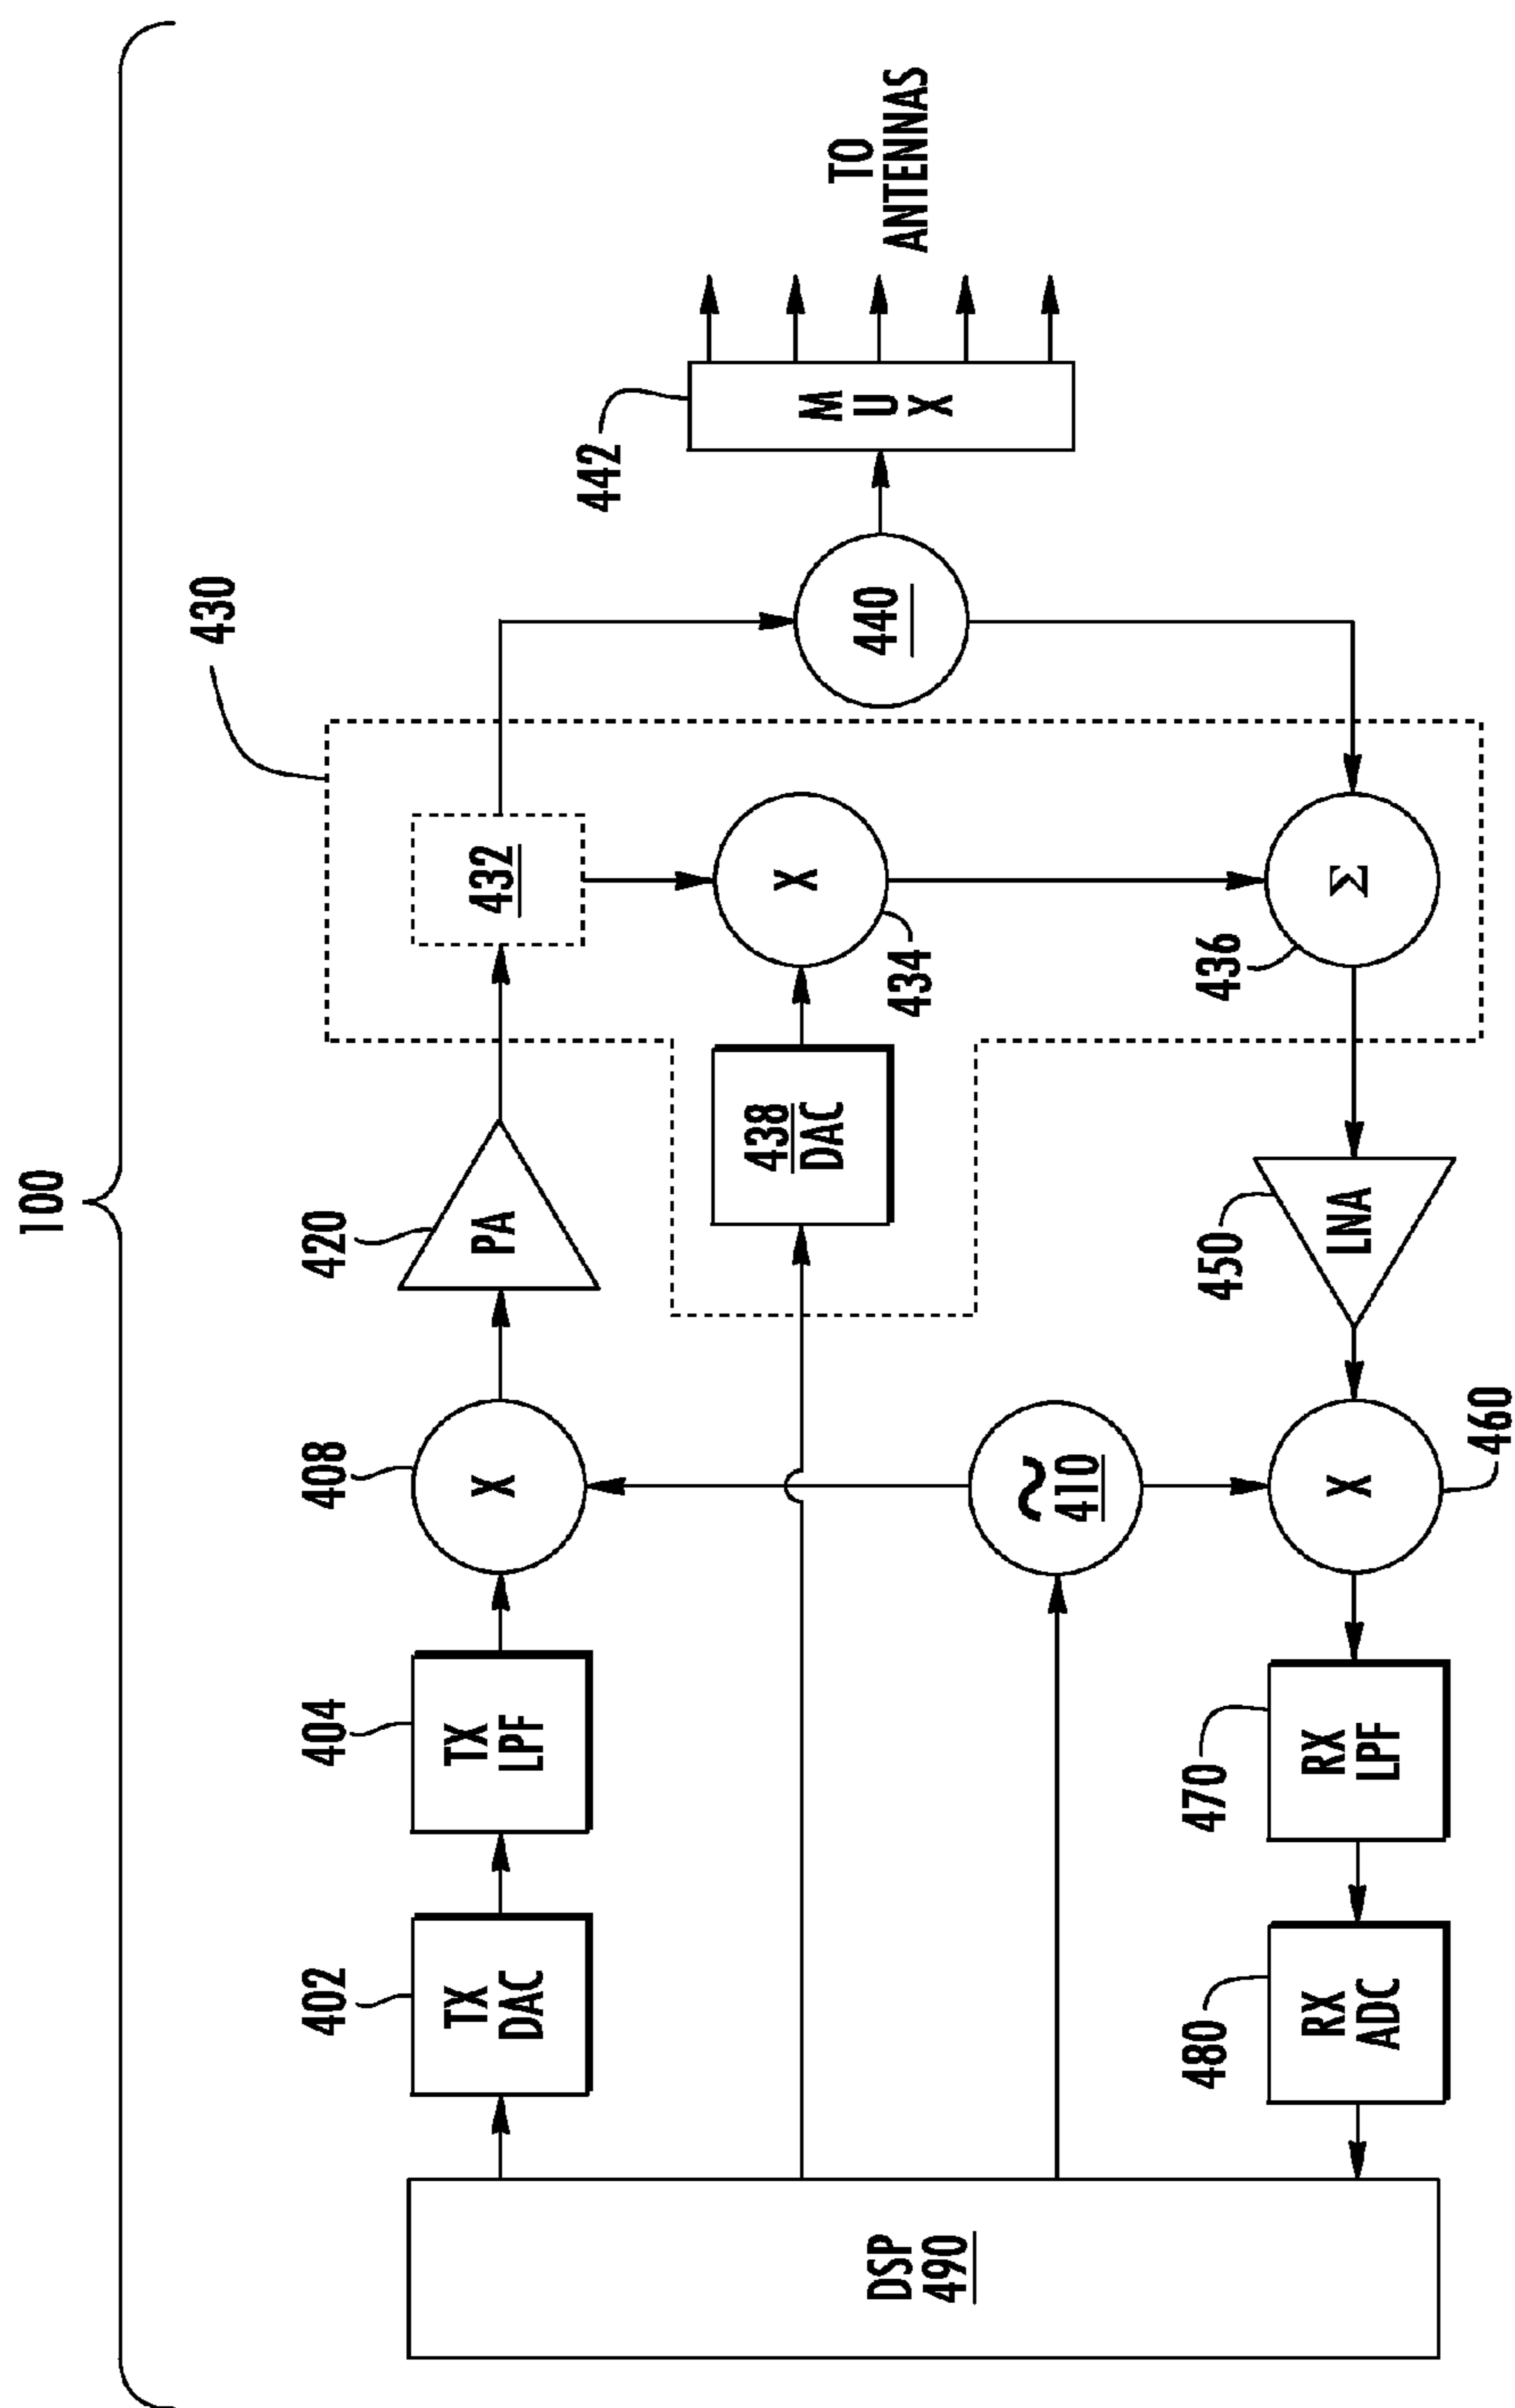 100
430
402
404
408
420
TX
DAC
TX
LPF
X
PA
432
442
M
U
X
TO
ANTENNAS
438
DAC
X
434
440
DSP
490
~
410
480
470
450
436
RX
ADC
RX
LPF
X
LNA
Σ
460